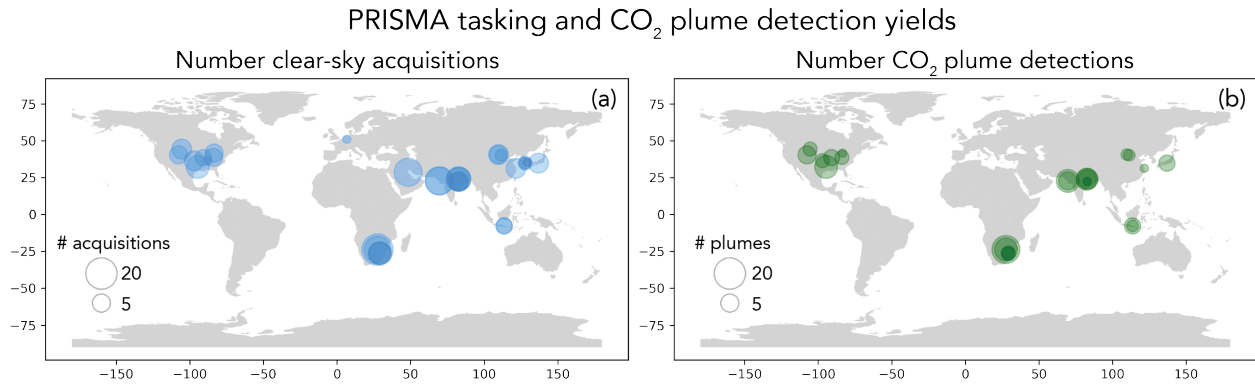 PRISMA tasking and CO₂ plume detection yields
Number clear-sky acquisitions
Number CO₂ plume detections
(a)
75
50
25
0
−25
−50
−75
# acquisitions
20
5
−150 −100 −50 0 50 100 150
(b)
75
50
25
0
−25
−50
−75
# plumes
20
5
−150 −100 −50 0 50 100 150